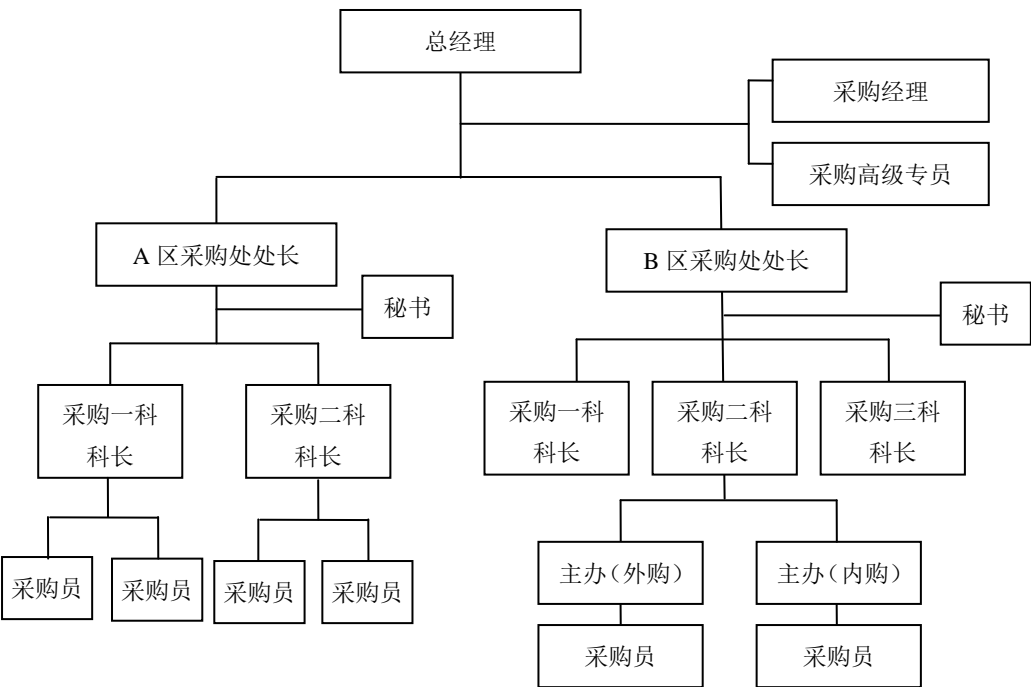 总经理
采购经理
采购高级专员
A 区采购处处长
B 区采购处处长
秘书
秘书
采购一科
科长
采购二科
科长
采购一科
科长
采购二科
科长
采购三科
科长
采购员
采购员
采购员
采购员
主办（外购）
主办（内购）
采购员
采购员